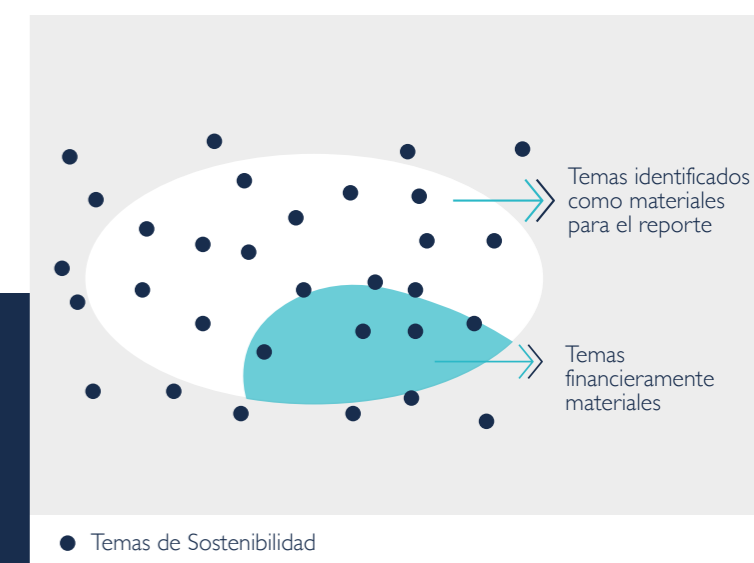 Temas identificados
como materiales
para el reporte
Temas
financieramente
materiales
Temas de Sostenibilidad